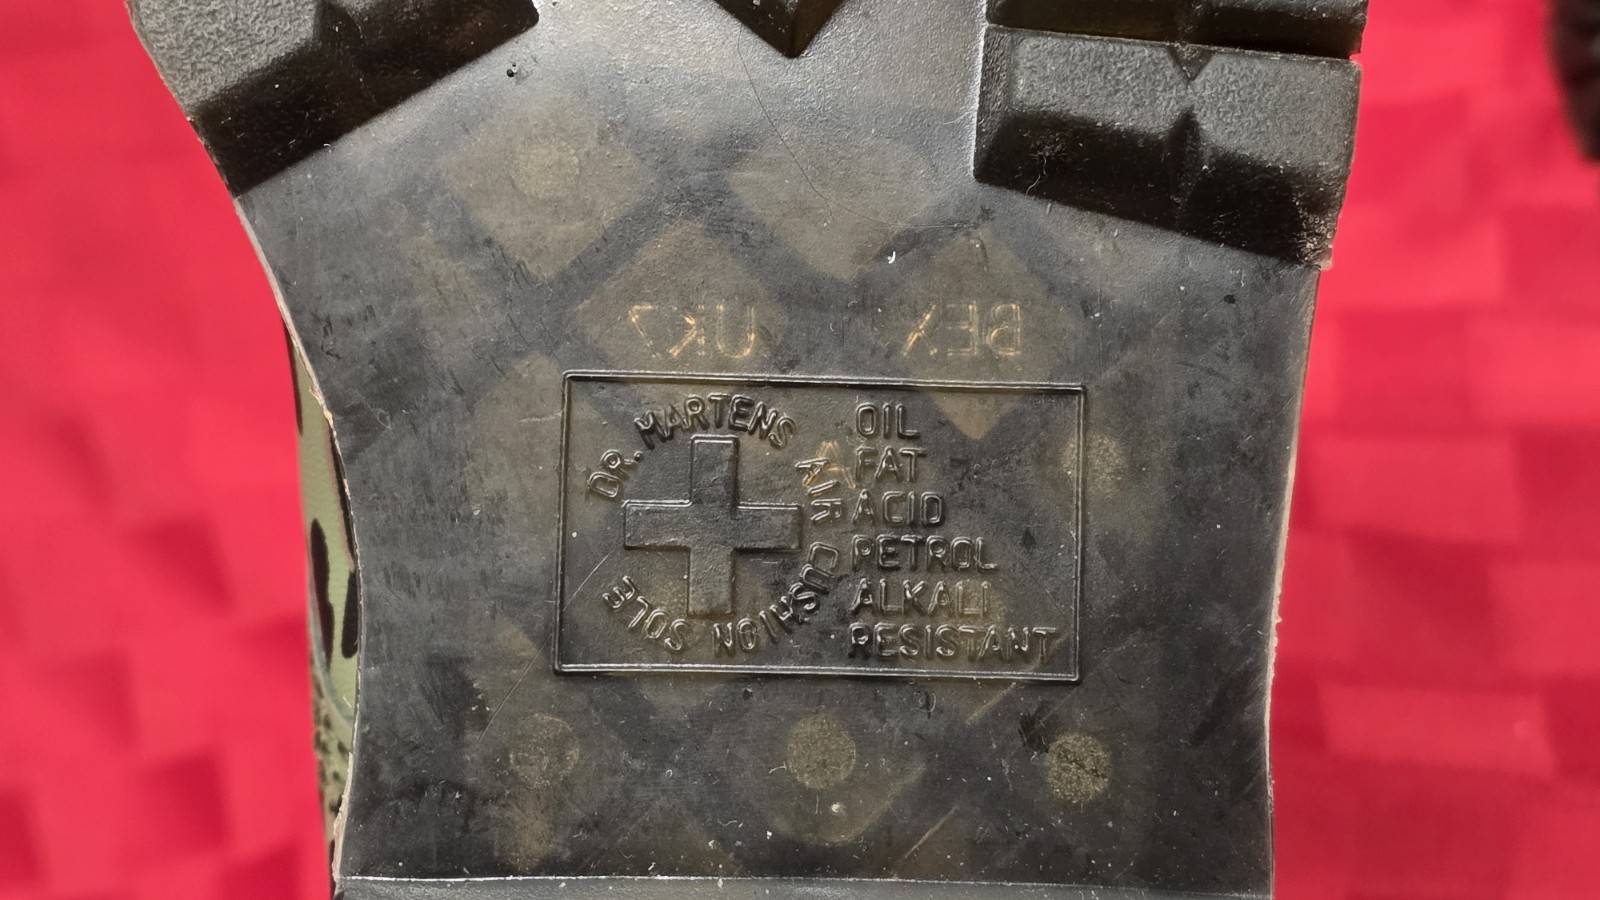 BEX UK7
DR. MARTENS AIR CUSHION SOLE
OIL
FAT
ACID
PETROL
ALKALI
RESISTANT